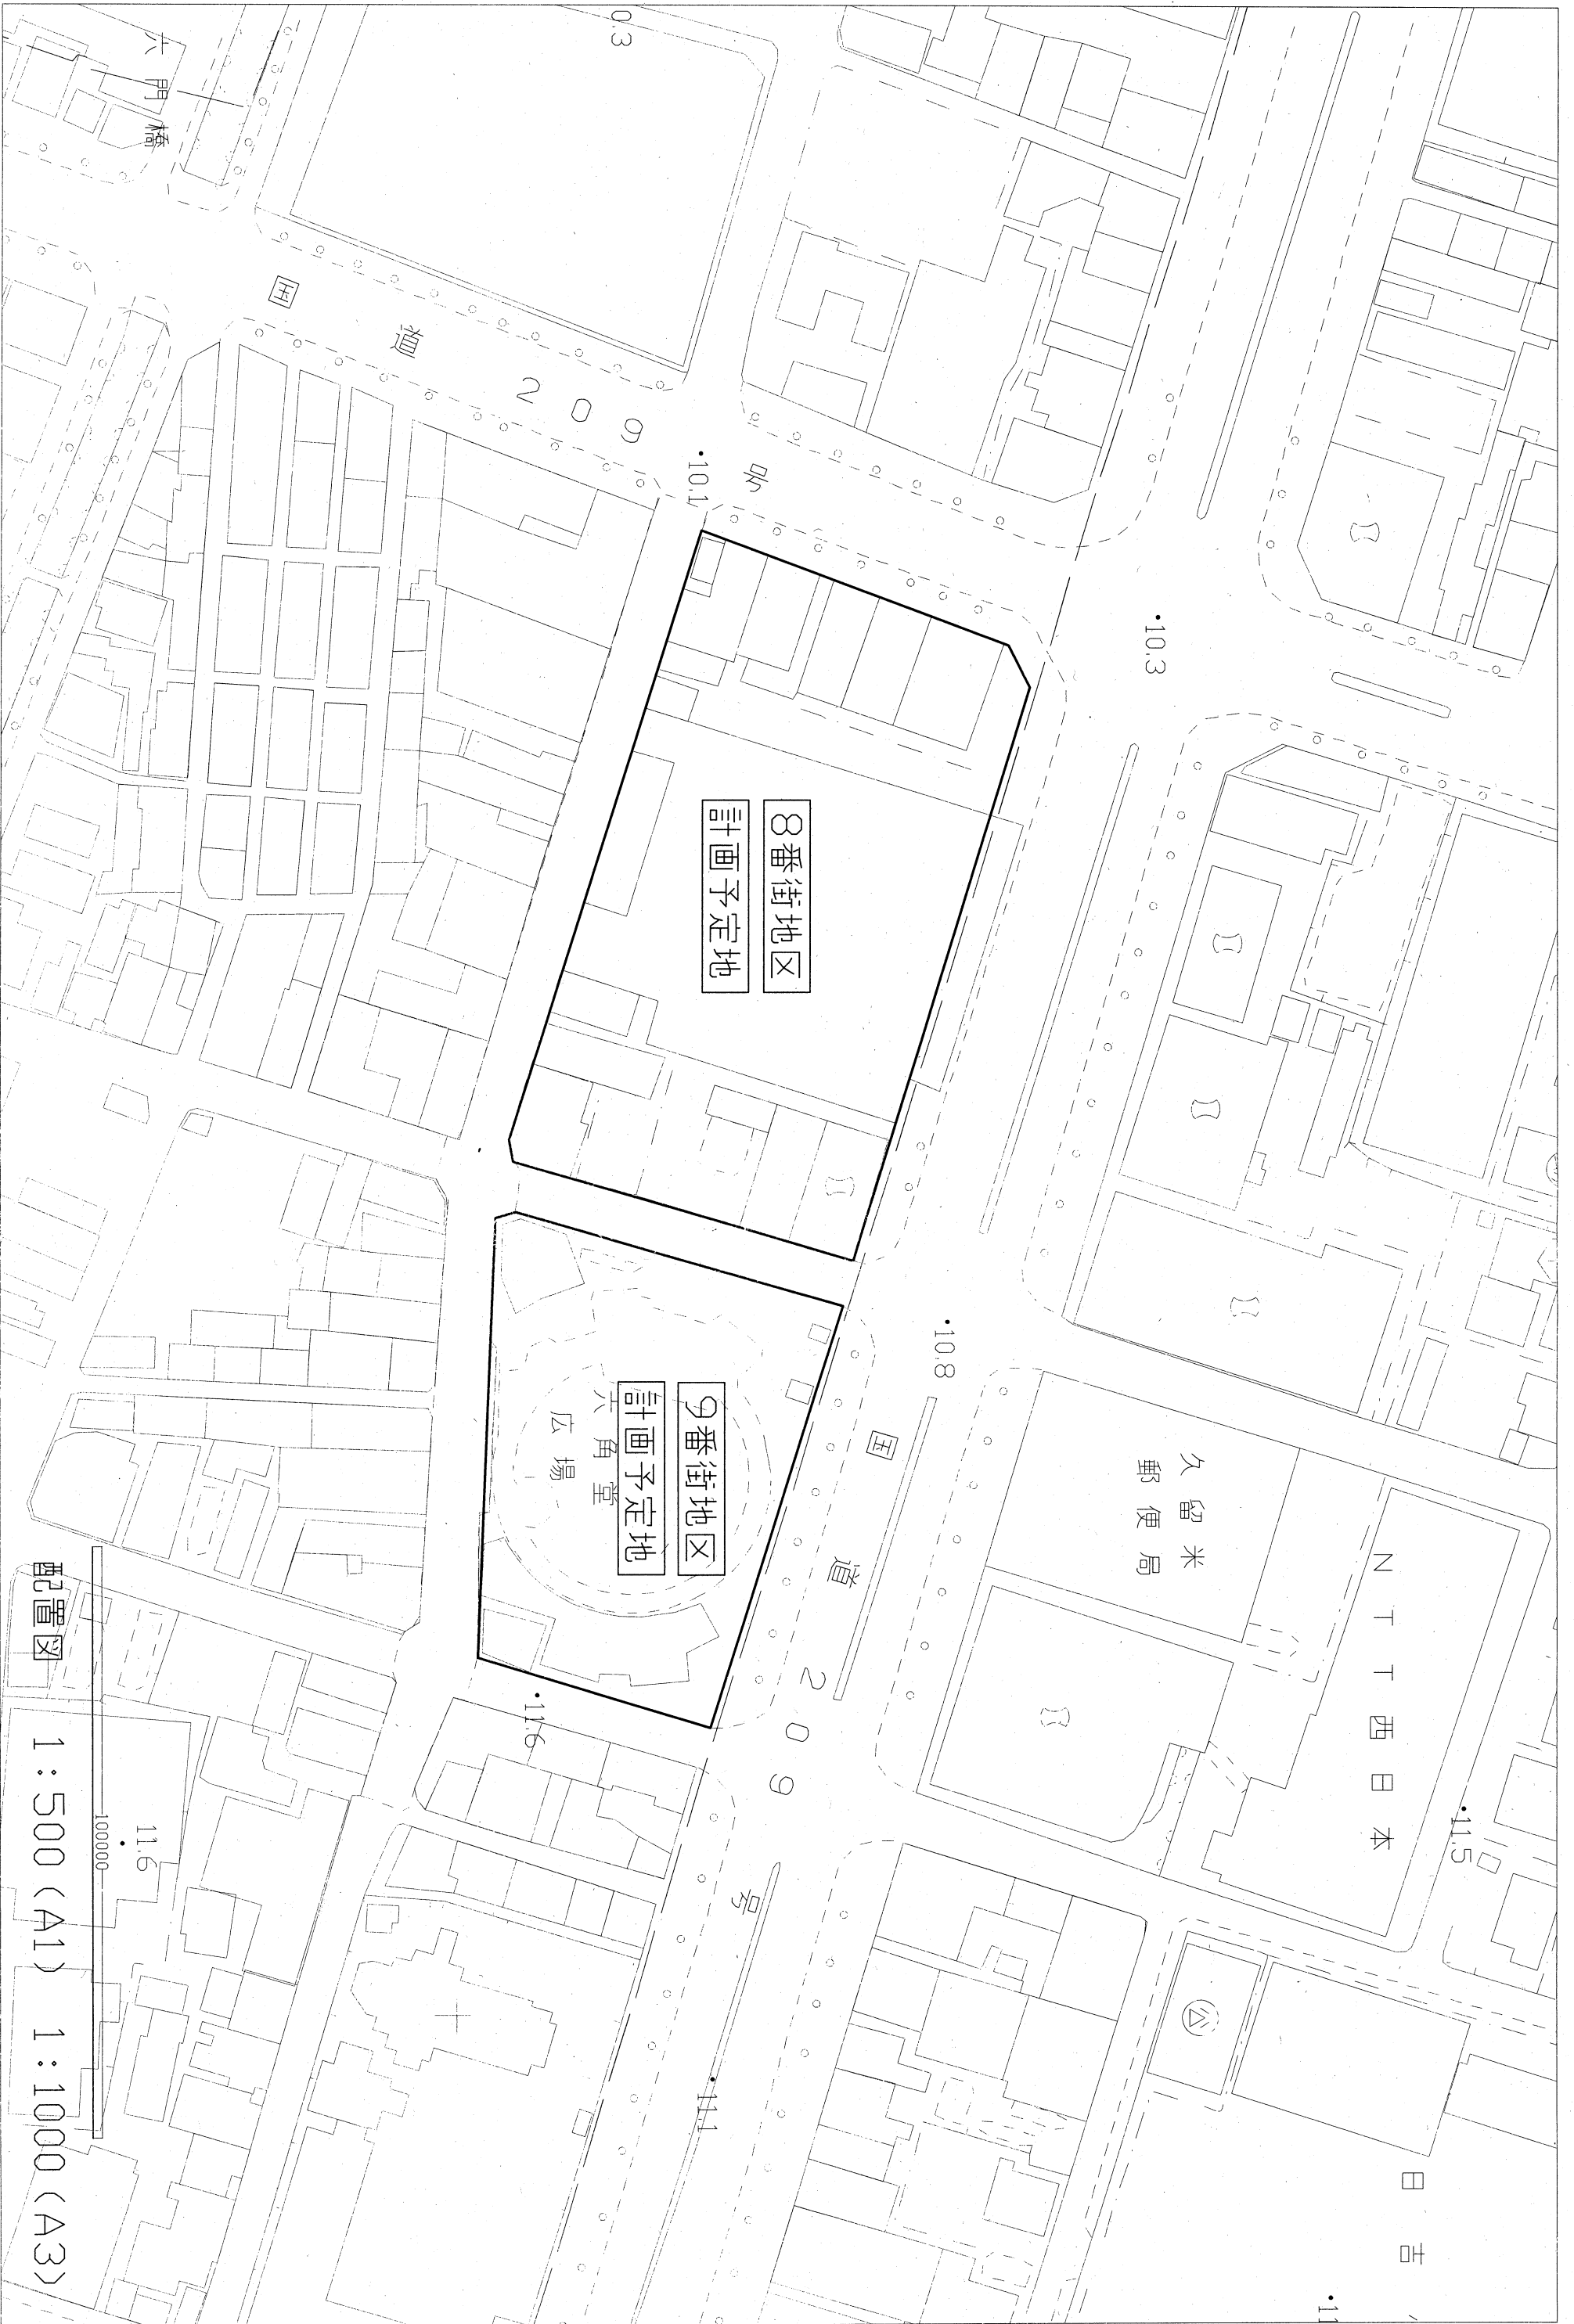 0.3
六門橋
国道209号
10.1
10.3
8番街地区
計画予定地
10.8
9番街地区
計画予定地
六角堂
広場
国道209号
久留米
郵便局
NTT西日本
11.5
11.6
11.6
11.1
日吉
11
100000
配置図 1:500(A1) 1:1000(A3)